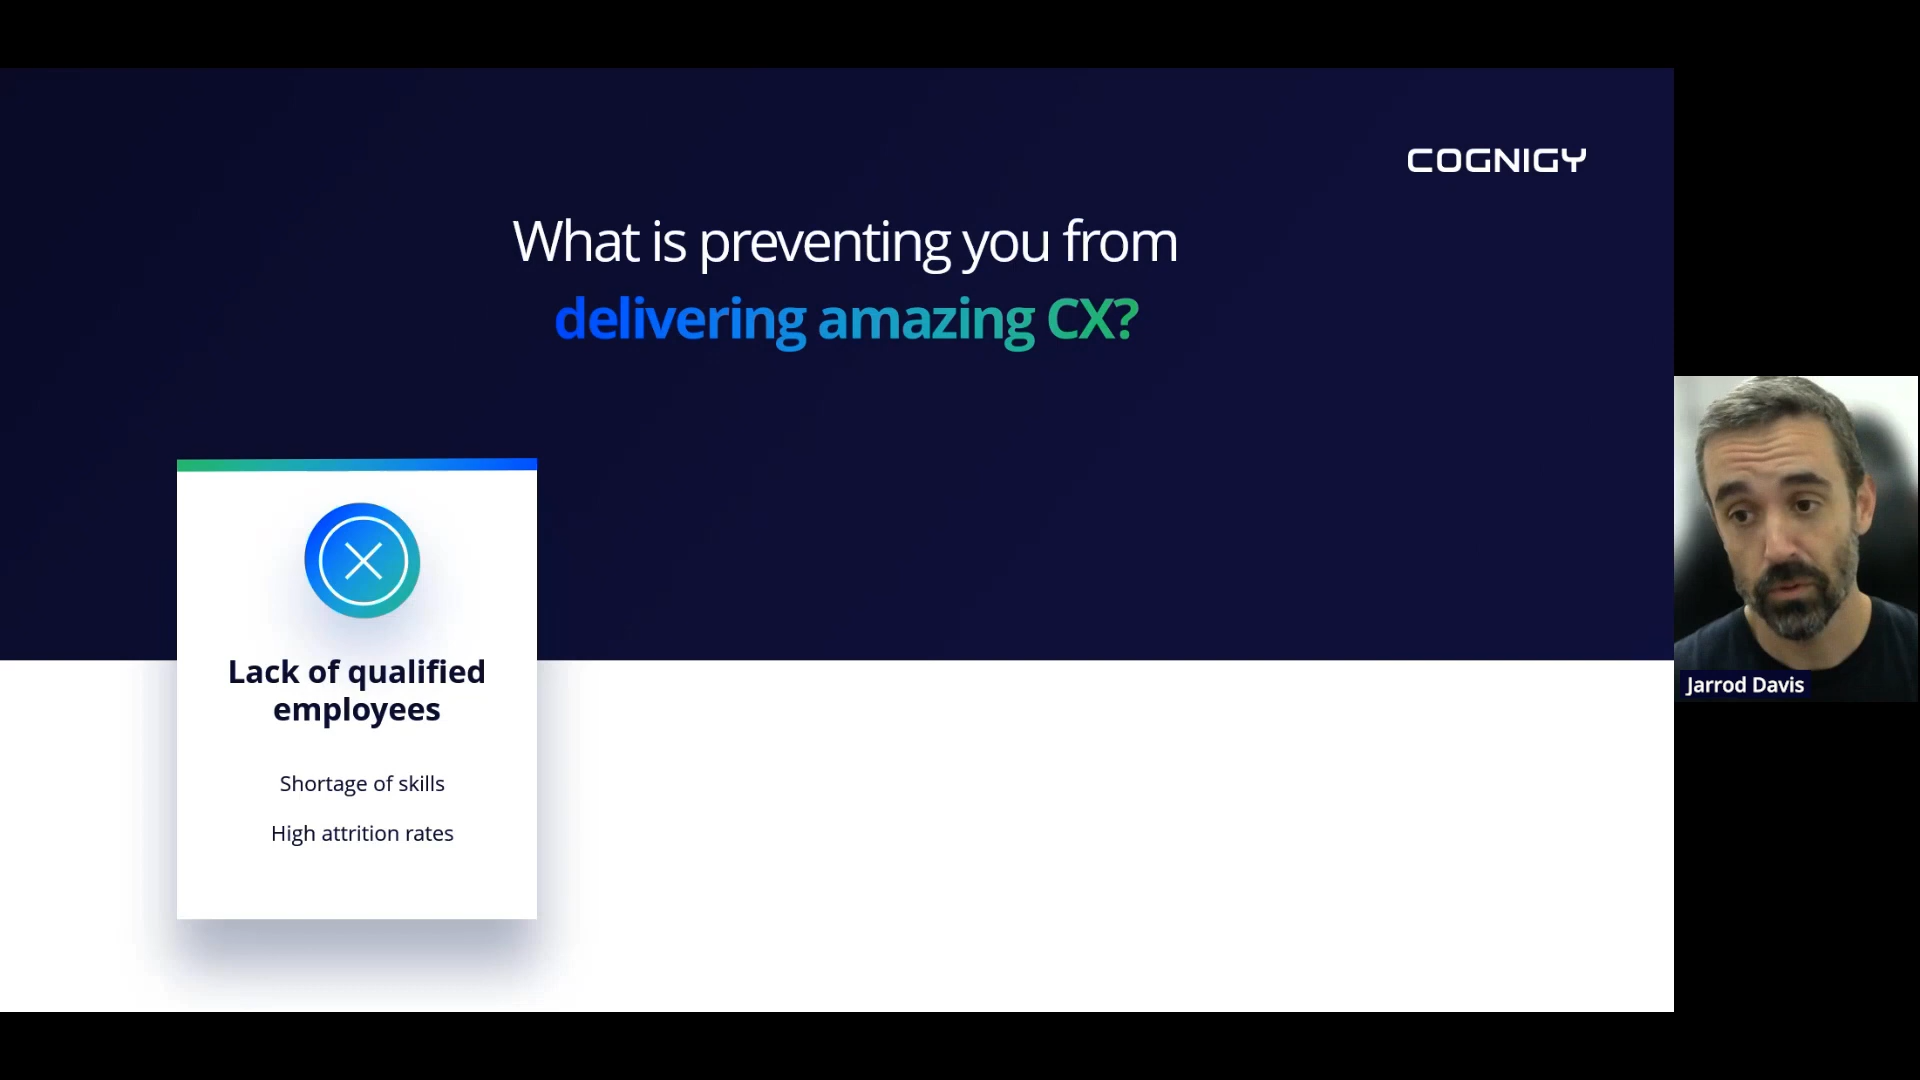 COGNIGY
What is preventing you from
delivering amazing CX?
Lack of qualified
employees
Shortage of skills
High attrition rates
Jarrod Davis